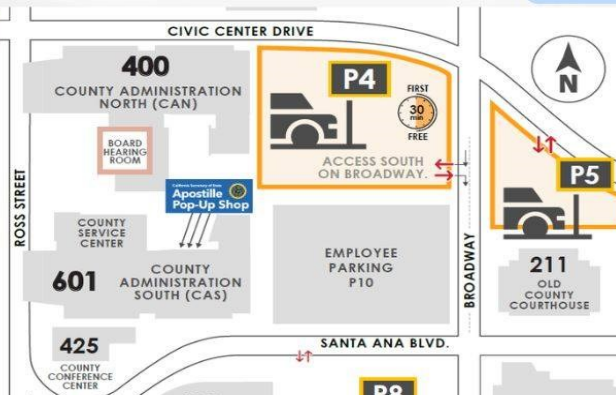 CIVIC CENTER DRIVE
400
COUNTY ADMINISTRATION
NORTH (CAN)
BOARD
HEARING
ROOM
P4
FIRST
30
min
FREE
ACCESS SOUTH
ON BROADWAY.
N
P5
ROSS STREET
Apostille
Pop-Up Shop
COUNTY
SERVICE
CENTER
601
COUNTY
ADMINISTRATION
SOUTH (CAS)
EMPLOYEE
PARKING
P10
BROADWAY
211
OLD
COUNTY
COURTHOUSE
425
COUNTY
CONFERENCE
CENTER
SANTA ANA BLVD.
P8